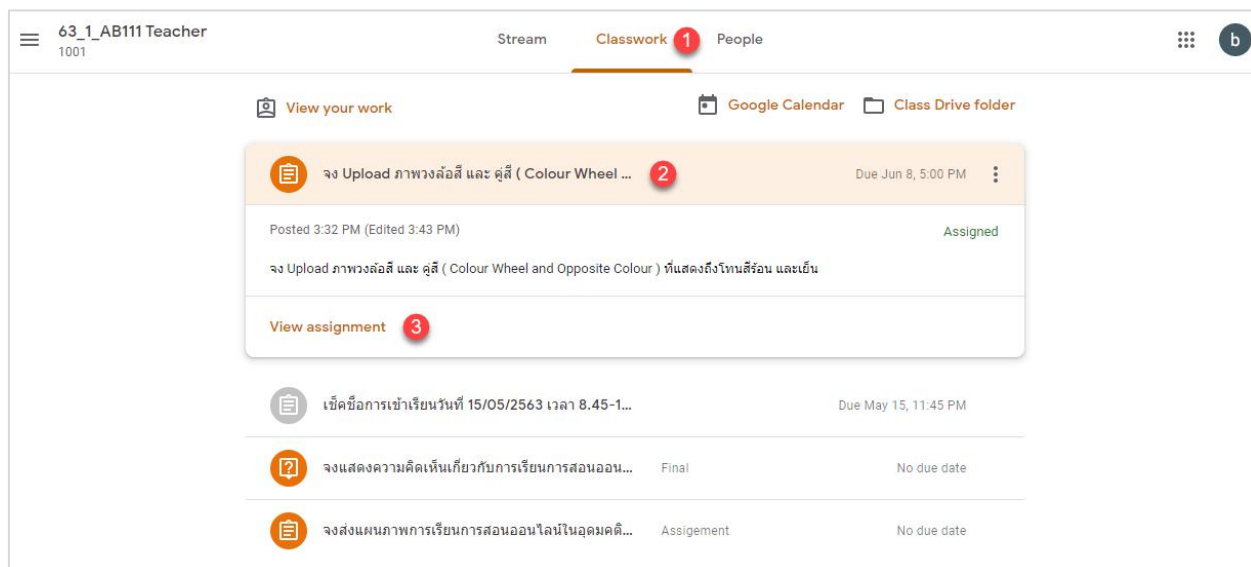 63_1_AB111 Teacher
1001
Stream Classwork 1 People
b
View your work
Google Calendar Class Drive folder
จง Upload ภาพวงล้อสี และ คู่สี ( Colour Wheel ... 2 Due Jun 8, 5:00 PM
Posted 3:32 PM (Edited 3:43 PM) Assigned
จง Upload ภาพวงล้อสี และ คู่สี ( Colour Wheel and Opposite Colour ) ที่แสดงถึงโทนสีร้อน และเย็น
View assignment 3
เช็คชื่อการเข้าเรียนวันที่ 15/05/2563 เวลา 8.45-1... Due May 15, 11:45 PM
จงแสดงความคิดเห็นเกี่ยวกับการเรียนการสอนออน... Final No due date
จงส่งแผนภาพการเรียนการสอนออนไลน์ในอุดมคติ... Assigement No due date